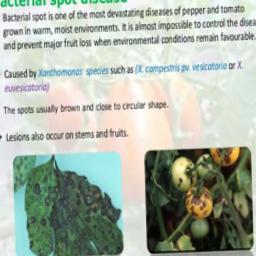 acterial spot disease
Bacterial spot is one of the most devastating diseases of pepper and tomato
grown in warm, moist environments. It is almost impossible to control the disea
and prevent major fruit loss when environmental conditions remain favourable.
Caused by Xanthomonas species such as (X. campestris pv. vesicatoria or X.
euvesicatoria)
The spots usually brown and close to circular shape.
Lesions also occur on stems and fruits.